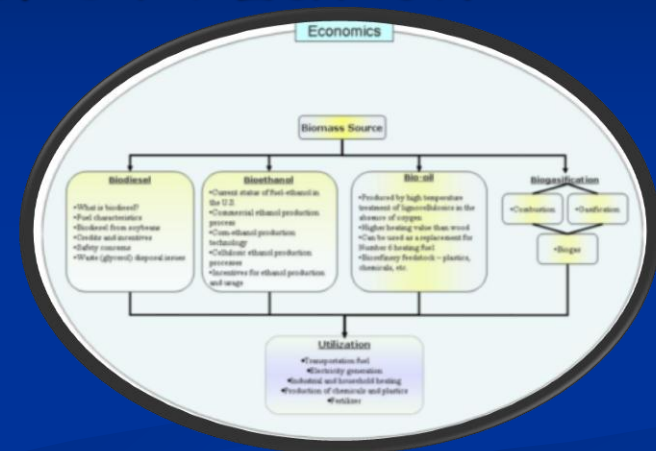 Economics
Biomass Source
Biodiesel
•What is biodiesel?
•Fuel characteristics
•Biodiesel from soybeans
•Credits and incentives
•Safety concerns
•Waste (glycerol) disposal issues
Bioethanol
•Current status of fuel-ethanol in
the U.S.
•Commercial ethanol production
process
•Corn-ethanol production
technology
•Cellulosic ethanol production
processes
•Incentives for ethanol production
and usage
Bio-oil
•Produced by high temperature
treatment of lignocellulosics in the
absence of oxygen
•Higher heating value than wood
•Can be used as a replacement for
Number 6 heating fuel
•Biorefinery feedstock – plastics,
chemicals, etc.
Biogasification
•Combustion
•Gasification
•Biogas
Utilization
•Transportation fuel
•Electricity generation
•Industrial and household heating
•Production of chemicals and plastics
•Fertilizer